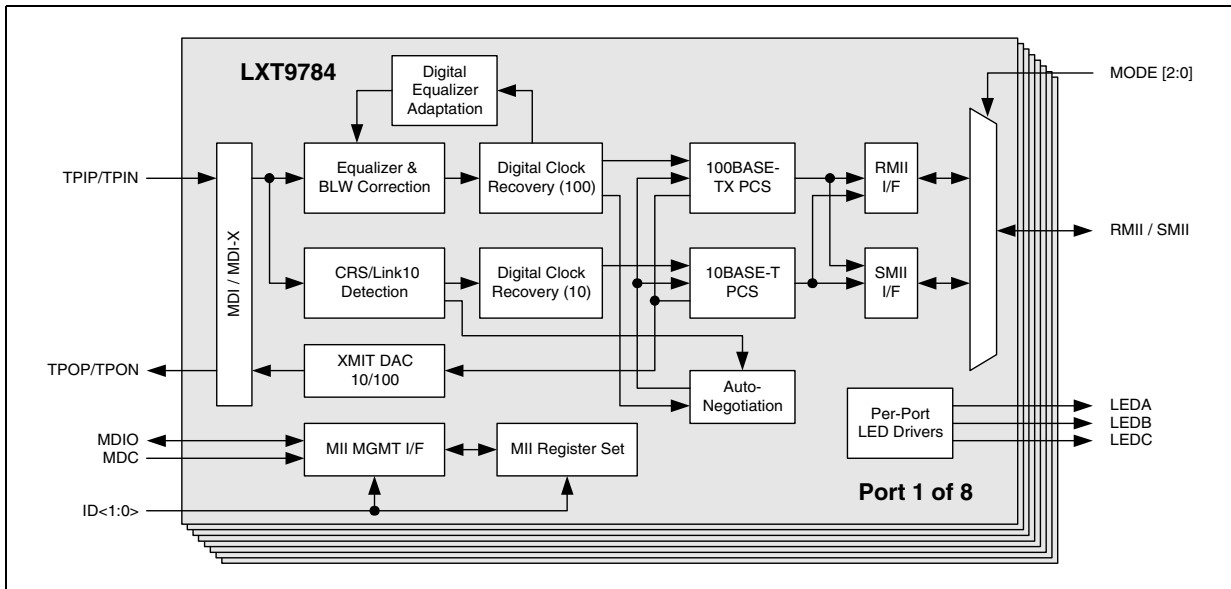 LXT9784
Digital
Equalizer
Adaptation
MODE [2:0]
TPIP/TPIN
MDI / MDI-X
Equalizer &
BLW Correction
Digital Clock
Recovery (100)
100BASE-
TX PCS
RMII
I/F
RMII / SMII
CRS/Link10
Detection
Digital Clock
Recovery (10)
10BASE-T
PCS
SMII
I/F
TPOP/TPON
XMIT DAC
10/100
Auto-
Negotiation
Per-Port
LED Drivers
LEDA
LEDB
LEDC
MDIO
MDC
MII MGMT I/F
MII Register Set
Port 1 of 8
ID<1:0>